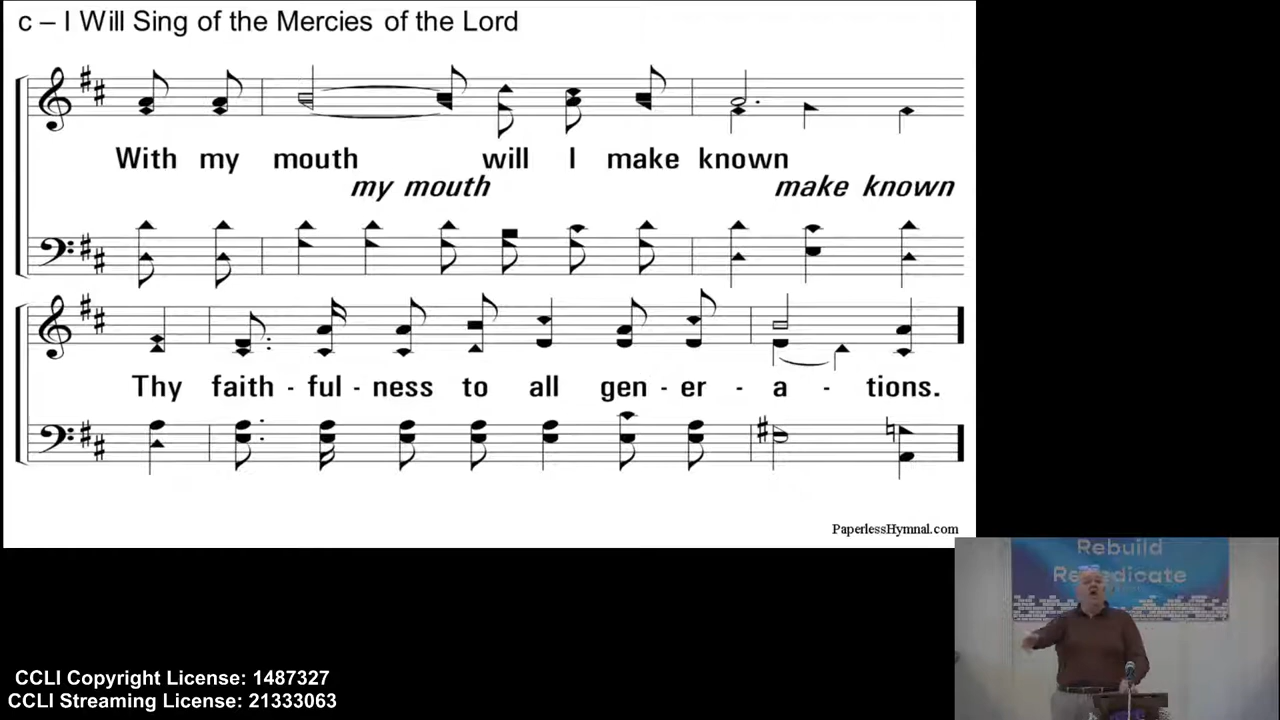 c – I Will Sing of the Mercies of the Lord
With my mouth will I make known
my mouth make known
Thy faith - ful - ness to all gen - er - a - tions.
PaperlessHymnal.com
Rebuild
Rededicate
CCLI Copyright License: 1487327
CCLI Streaming License: 21333063